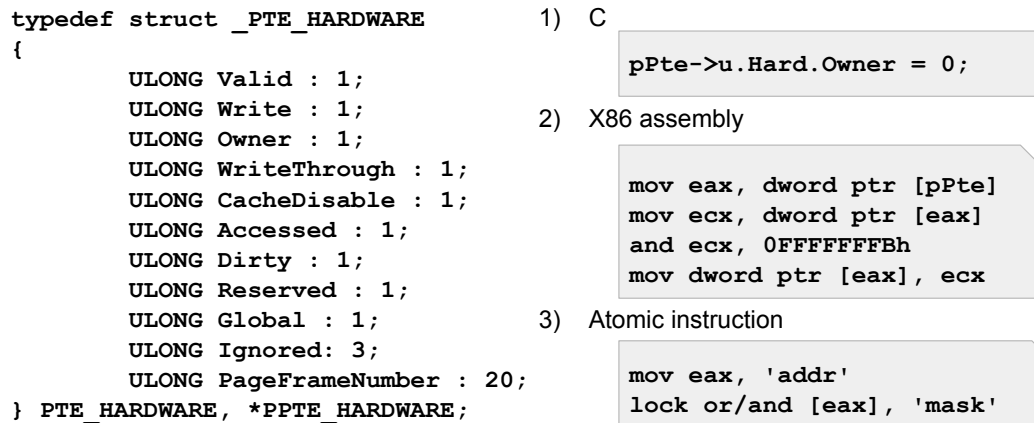 typedef struct _PTE_HARDWARE
{
ULONG Valid : 1;
ULONG Write : 1;
ULONG Owner : 1;
ULONG WriteThrough : 1;
ULONG CacheDisable : 1;
ULONG Accessed : 1;
ULONG Dirty : 1;
ULONG Reserved : 1;
ULONG Global : 1;
ULONG Ignored: 3;
ULONG PageFrameNumber : 20;
} PTE_HARDWARE, *PPTE_HARDWARE;
1) C
pPte->u.Hard.Owner = 0;
2) X86 assembly
mov eax, dword ptr [pPte]
mov ecx, dword ptr [eax]
and ecx, 0FFFFFFFBh
mov dword ptr [eax], ecx
3) Atomic instruction
mov eax, 'addr'
lock or/and [eax], 'mask'